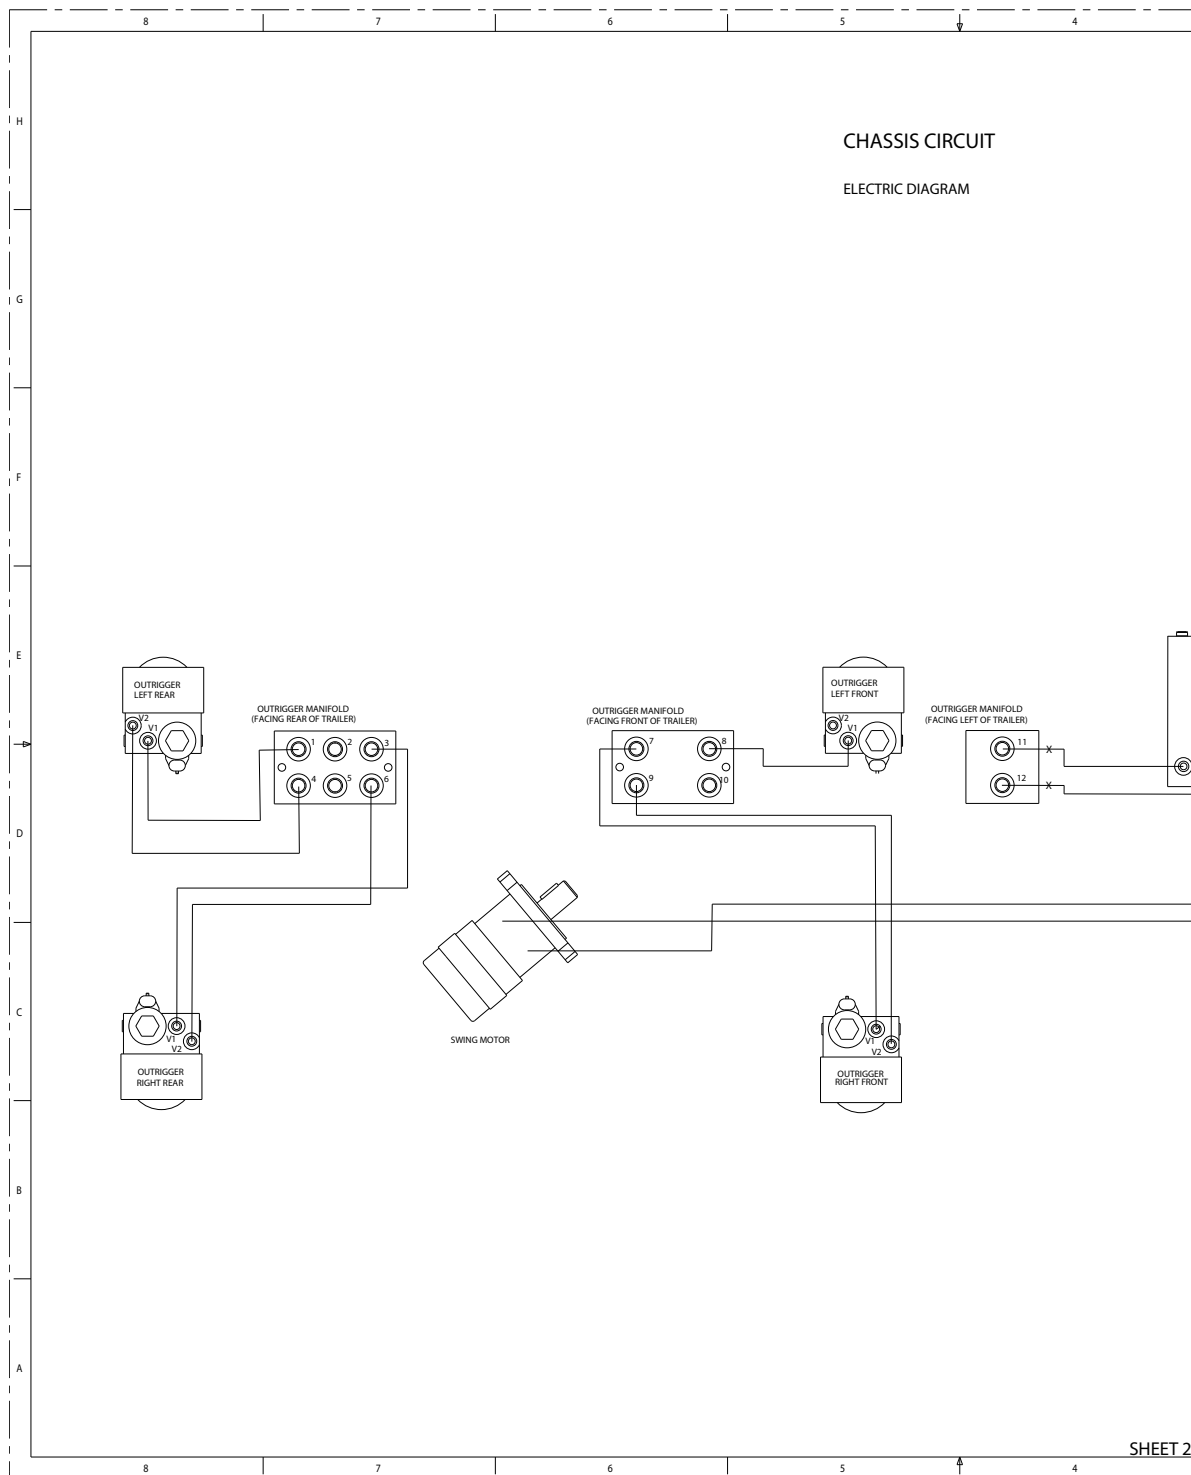 8 7 6 5 4
H
CHASSIS CIRCUIT
ELECTRIC DIAGRAM
G
F
E
OUTRIGGER
LEFT REAR
V2
V1
OUTRIGGER MANIFOLD
(FACING REAR OF TRAILER)
1 2 3
4 5 6
OUTRIGGER MANIFOLD
(FACING FRONT OF TRAILER)
7 8
9 10
OUTRIGGER
LEFT FRONT
V2
V1
OUTRIGGER MANIFOLD
(FACING LEFT OF TRAILER)
11 X
12 X
D
C
V1
V2
OUTRIGGER
RIGHT REAR
SWING MOTOR
V1
V2
OUTRIGGER
RIGHT FRONT
B
A
SHEET 2
8 7 6 5 4